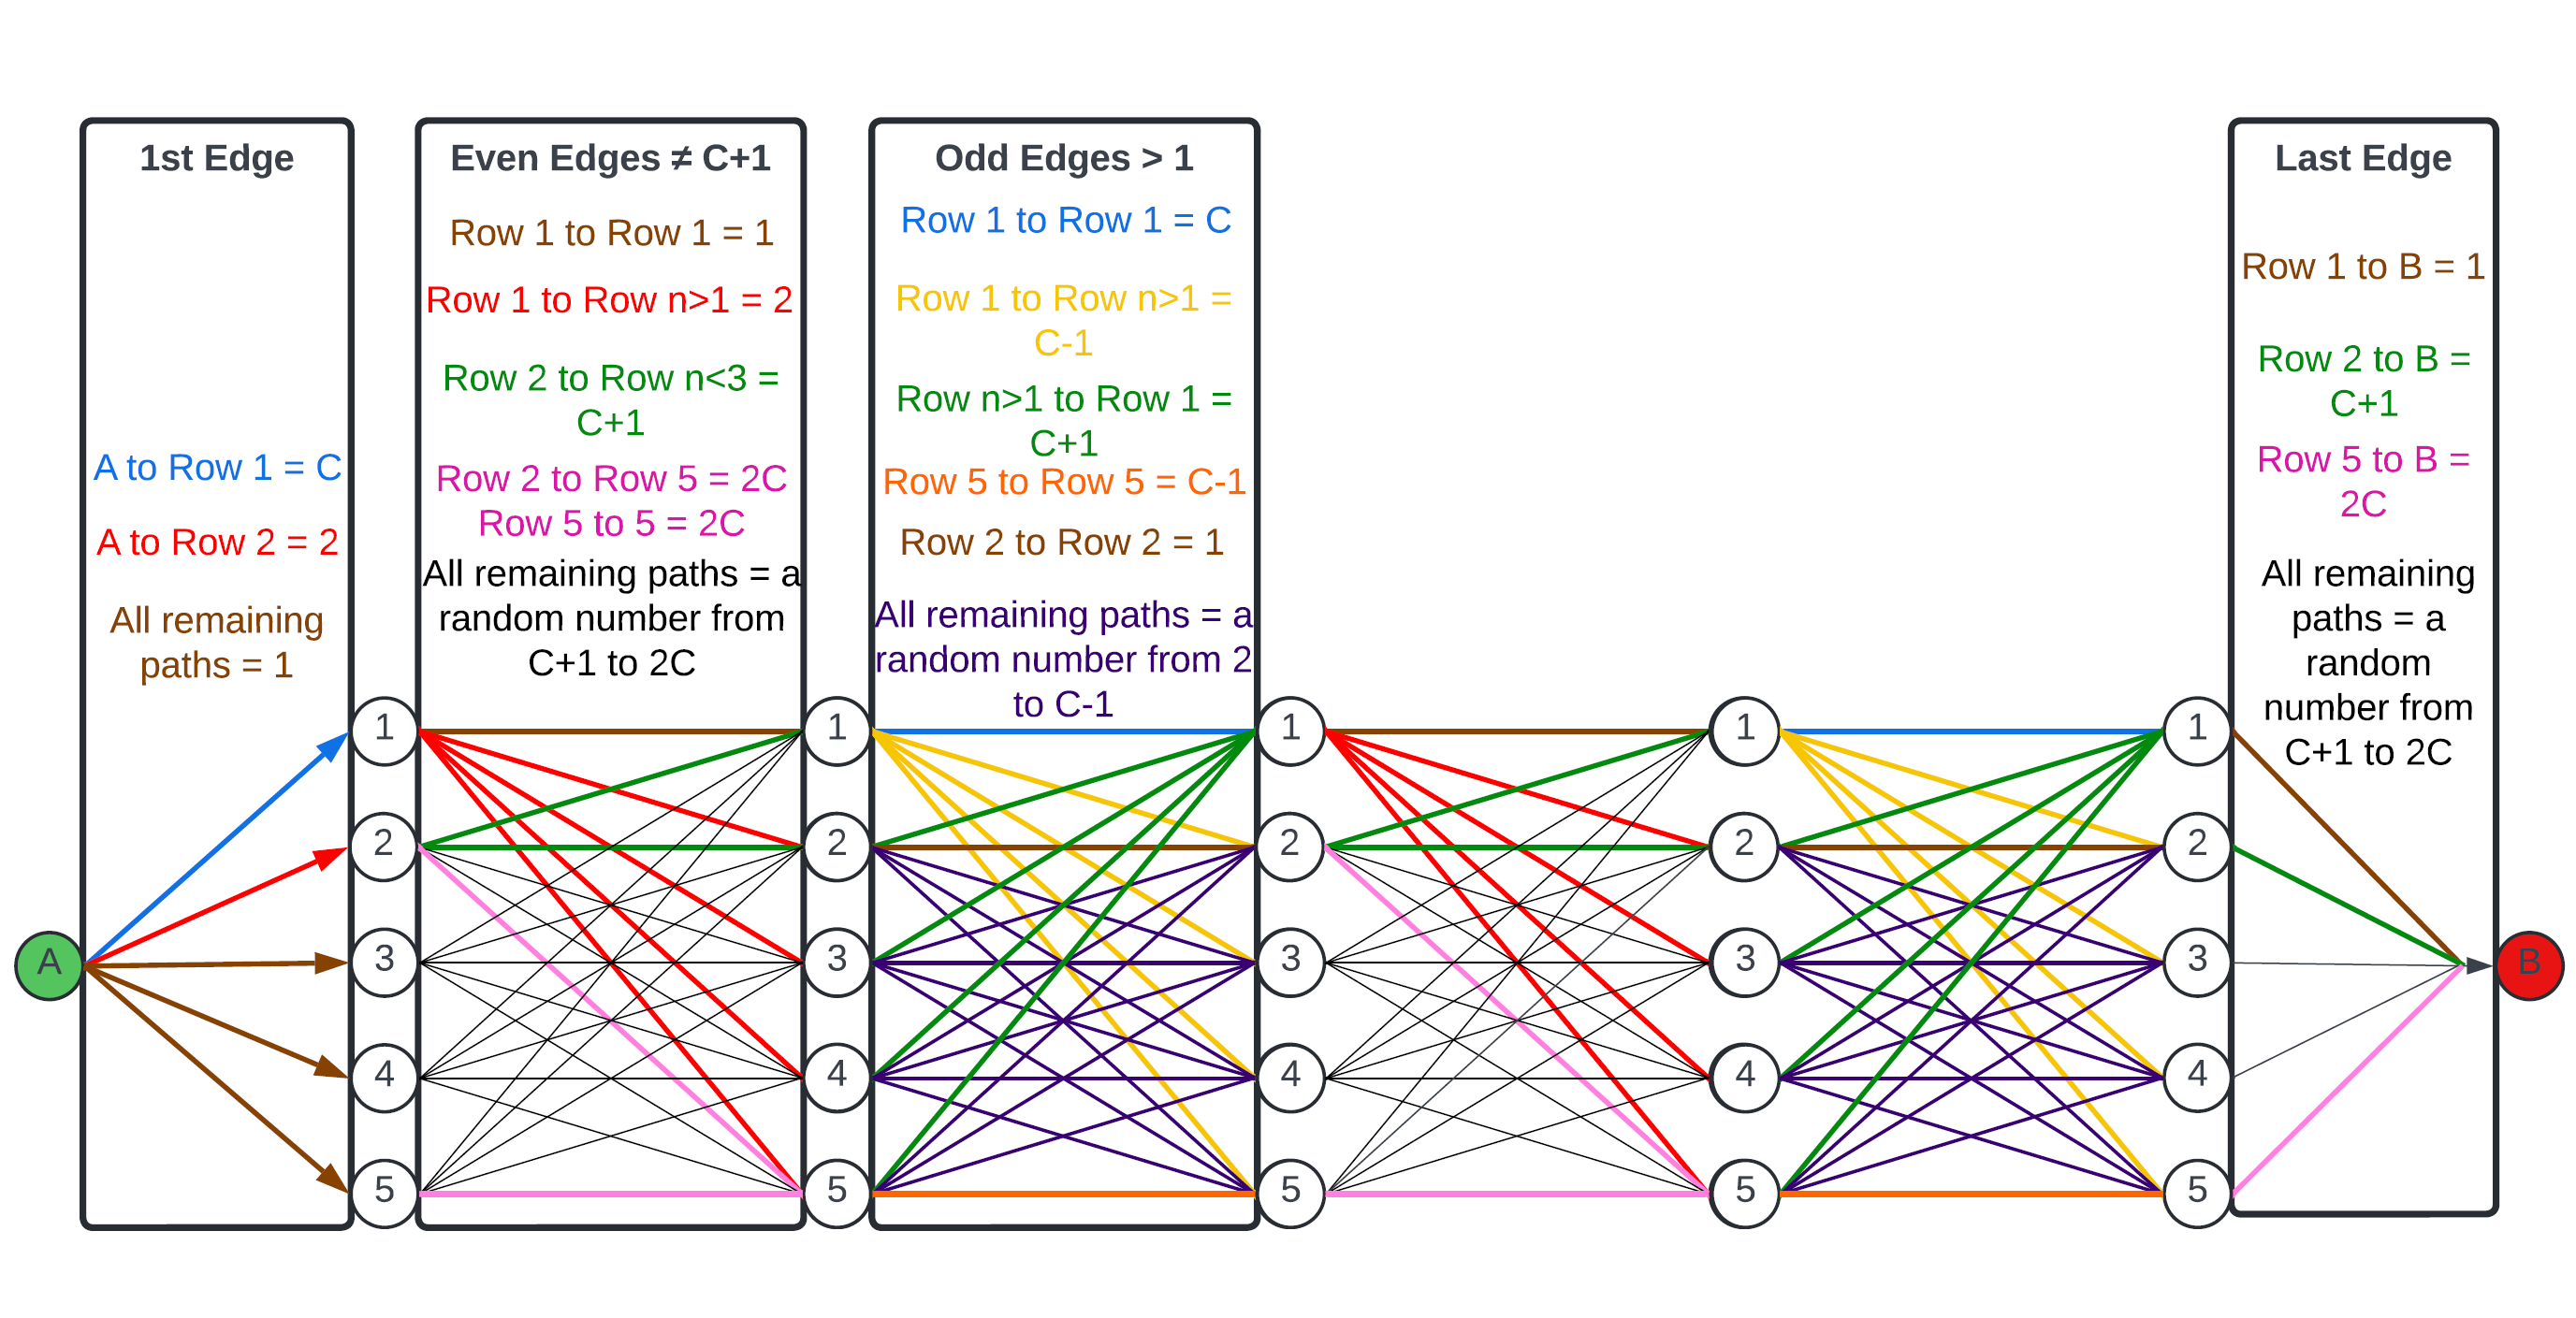 1st Edge
A to Row 1 = C
A to Row 2 = 2
All remaining
paths = 1
Even Edges ≠ C+1
Row 1 to Row 1 = 1
Row 1 to Row n>1 = 2
Row 2 to Row n<3 =
C+1
Row 2 to Row 5 = 2C
Row 5 to 5 = 2C
All remaining paths = a
random number from
C+1 to 2C
Odd Edges > 1
Row 1 to Row 1 = C
Row 1 to Row n>1 =
C-1
Row n>1 to Row 1 =
C+1
Row 5 to Row 5 = C-1
Row 2 to Row 2 = 1
All remaining paths = a
random number from 2
to C-1
Last Edge
Row 1 to B = 1
Row 2 to B =
C+1
Row 5 to B =
2C
All remaining
paths = a
random
number from
C+1 to 2C
1 1 1 1 1
2 2 2 2 2
A 3 3 3 3 3 B
4 4 4 4 4
5 5 5 5 5